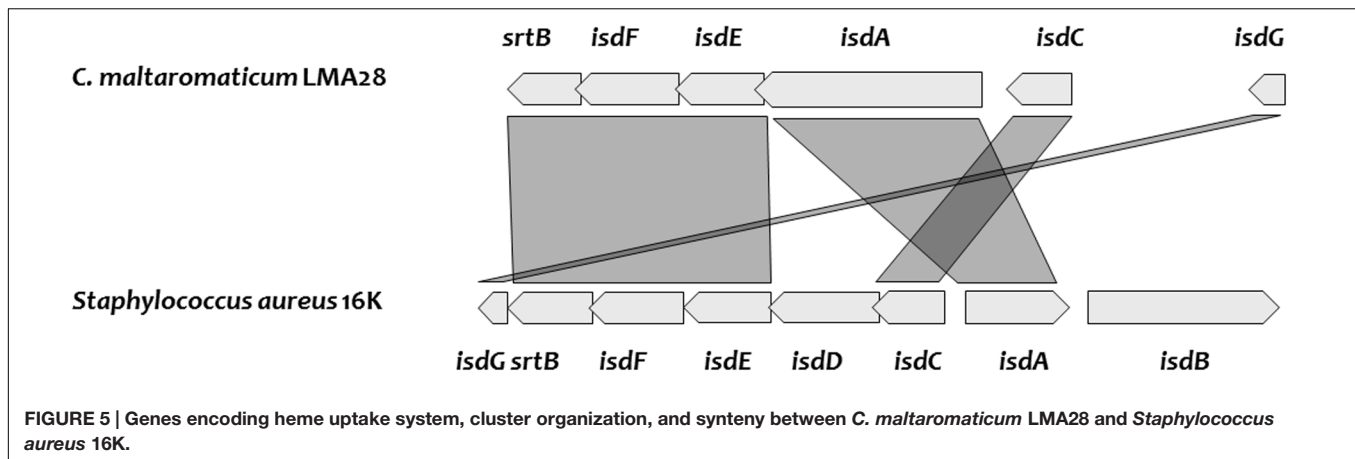 srtB isdF isdE isdA isdC isdG
C. maltaromaticum LMA28
Staphylococcus aureus 16K
isdG srtB isdF isdE isdD isdC isdA isdB
FIGURE 5 | Genes encoding heme uptake system, cluster organization, and synteny between C. maltaromaticum LMA28 and Staphylococcus
aureus 16K.